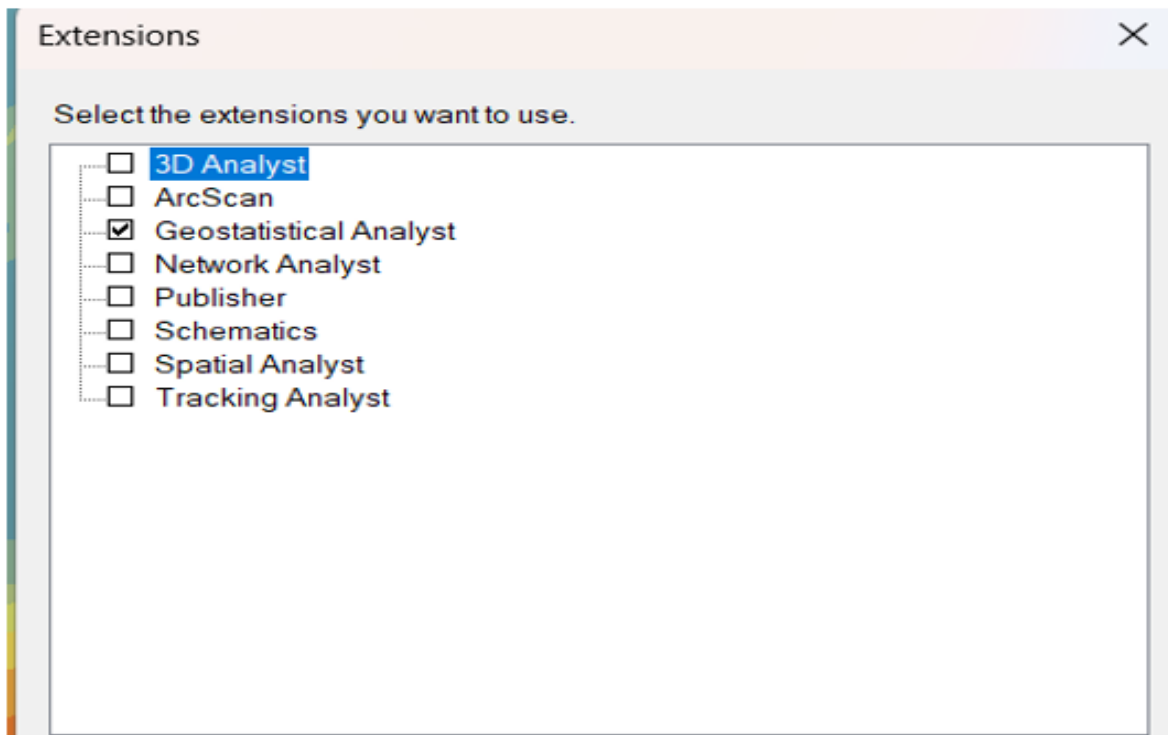 Extensions
Select the extensions you want to use.
3D Analyst
ArcScan
Geostatistical Analyst
Network Analyst
Publisher
Schematics
Spatial Analyst
Tracking Analyst